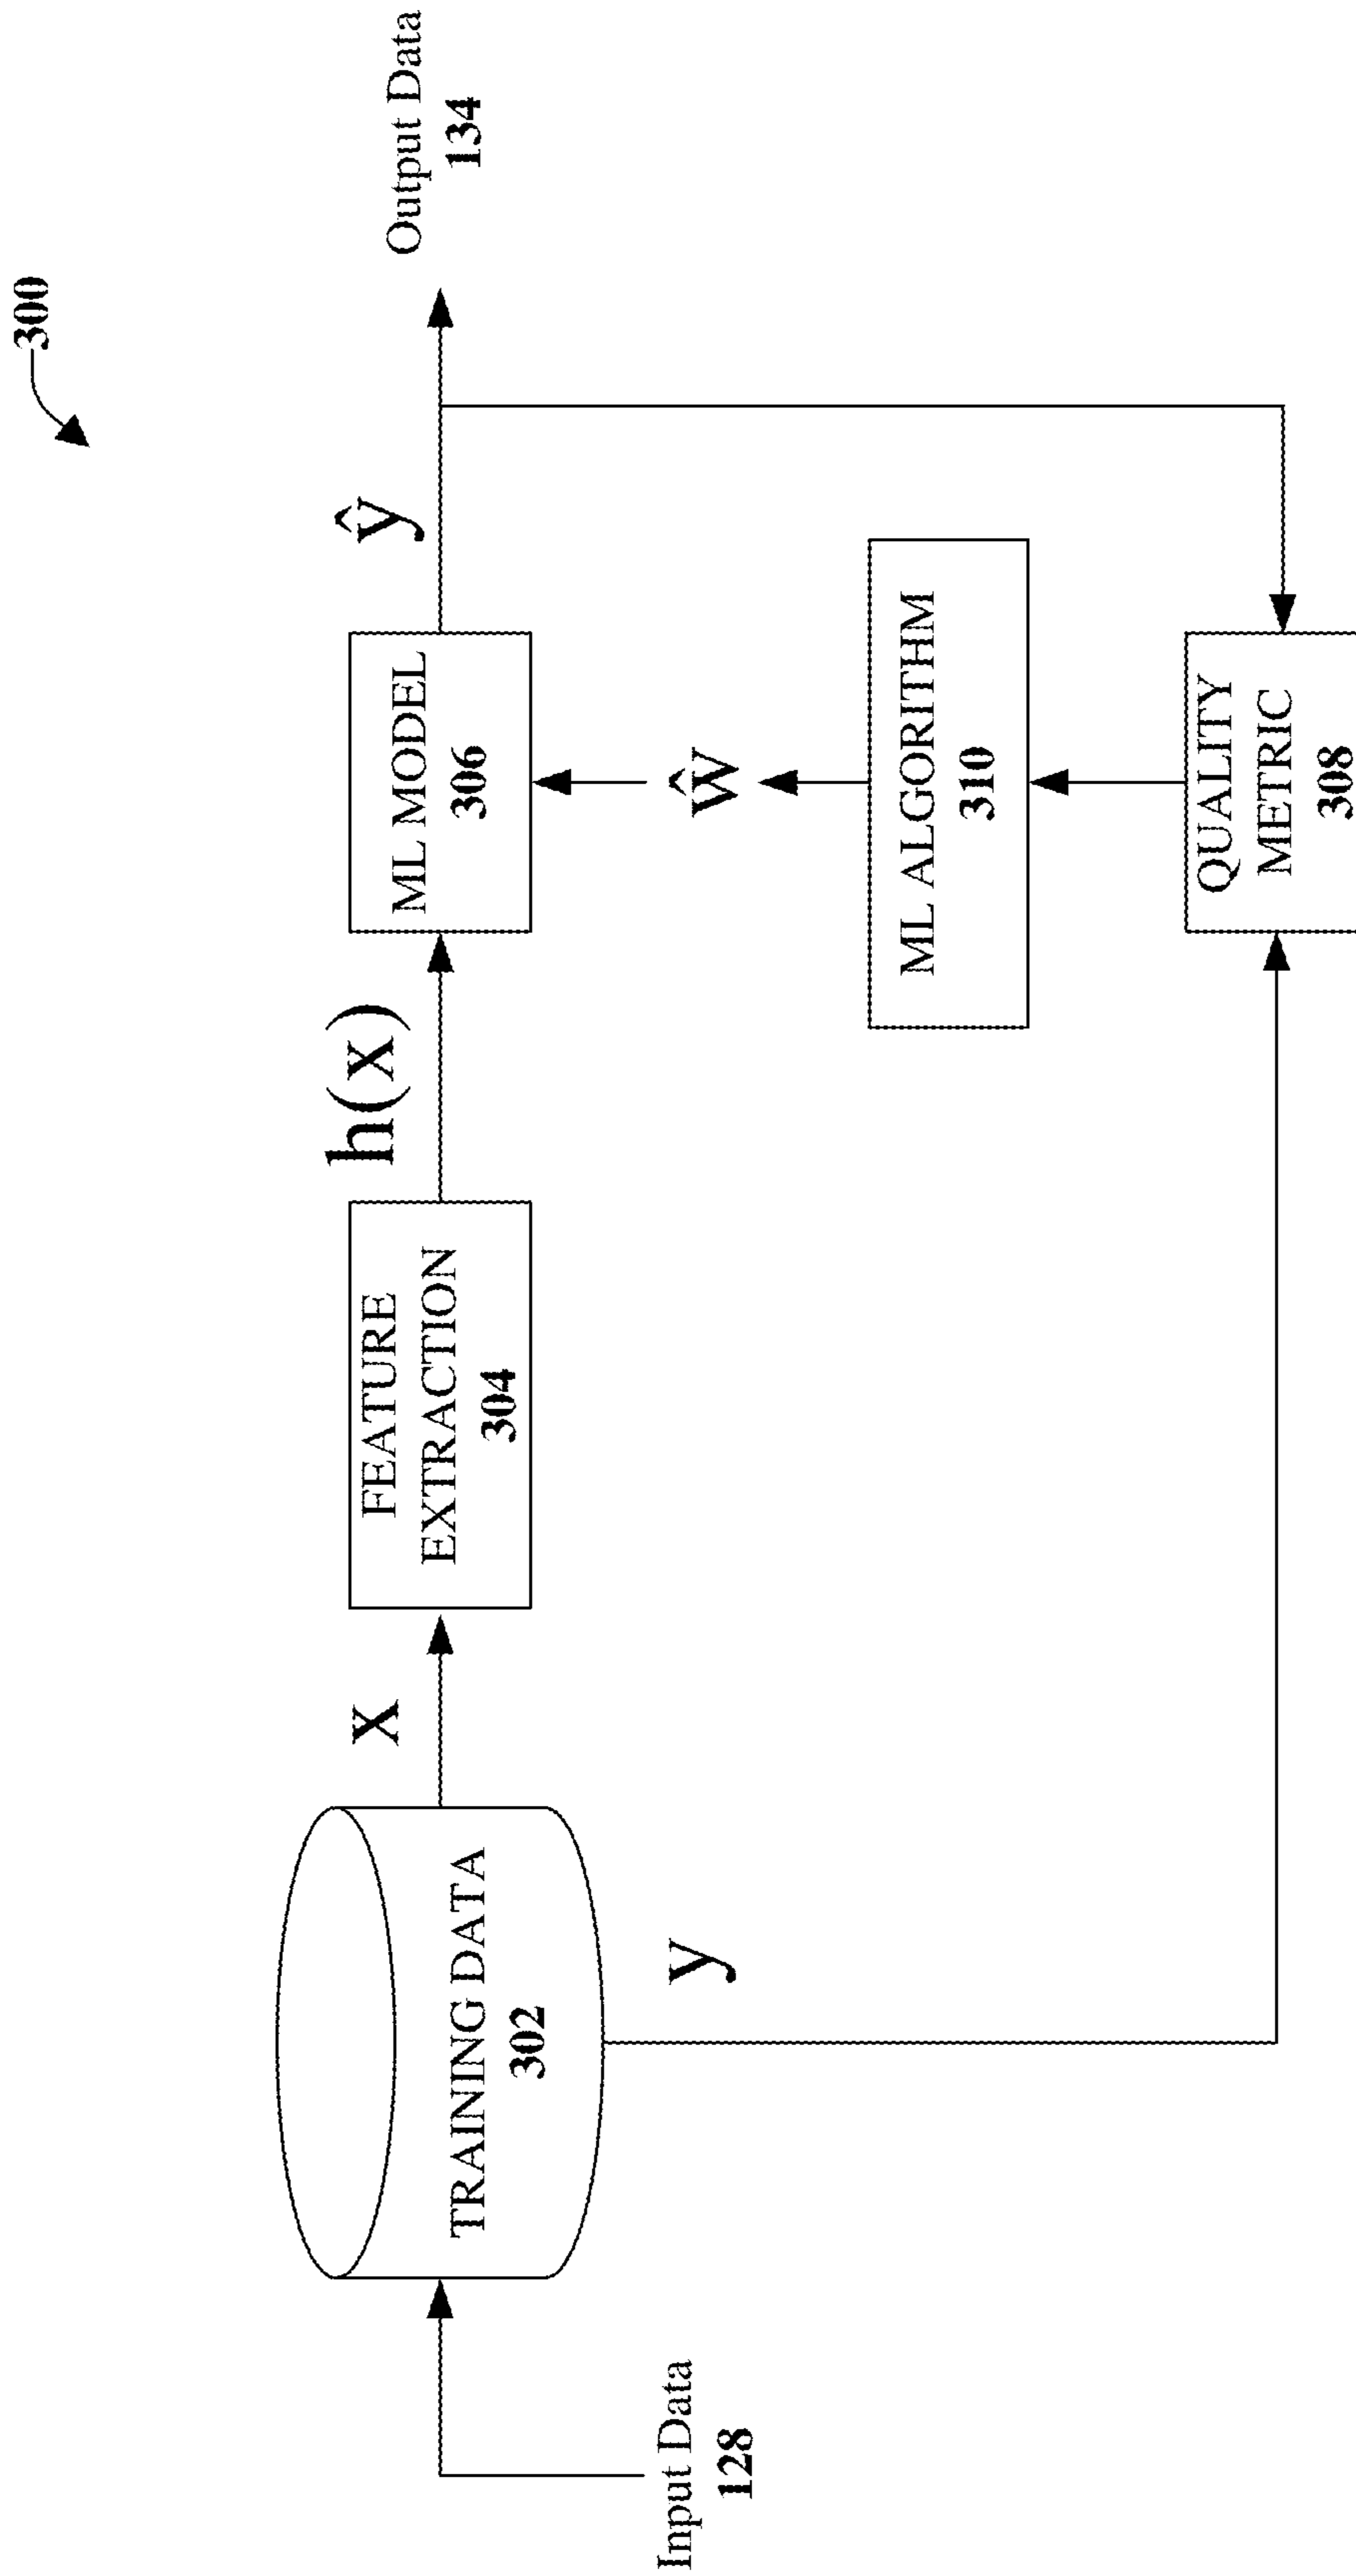 300
Input Data
128
TRAINING DATA
302
x
y
FEATURE
EXTRACTION
304
h(x)
ML MODEL
306
ŷ
Output Data
134
ŵ
ML ALGORITHM
310
QUALITY
METRIC
308